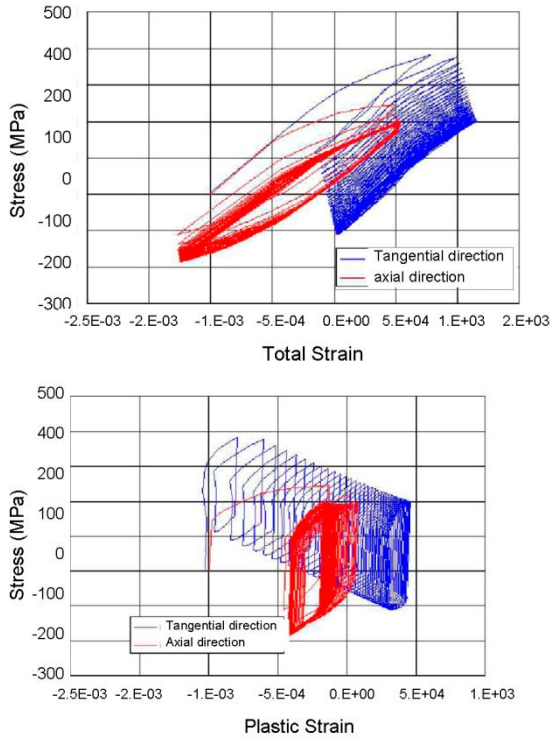 500
400
200
100
0
-100
-200
-300
Stress (MPa)
Tangential direction
axial direction
-2.5E-03 -2.E-03 -1.E-03 -5.E-04 0.E+00 5.E+04 1.E+03 2.E+03
Total Strain
500
400
200
100
0
-100
-200
-300
Stress (MPa)
Tangential direction
Axial direction
-2.5E-03 -2.E-03 -1.E-03 -5.E-04 0.E+00 5.E+04 1.E+03
Plastic Strain